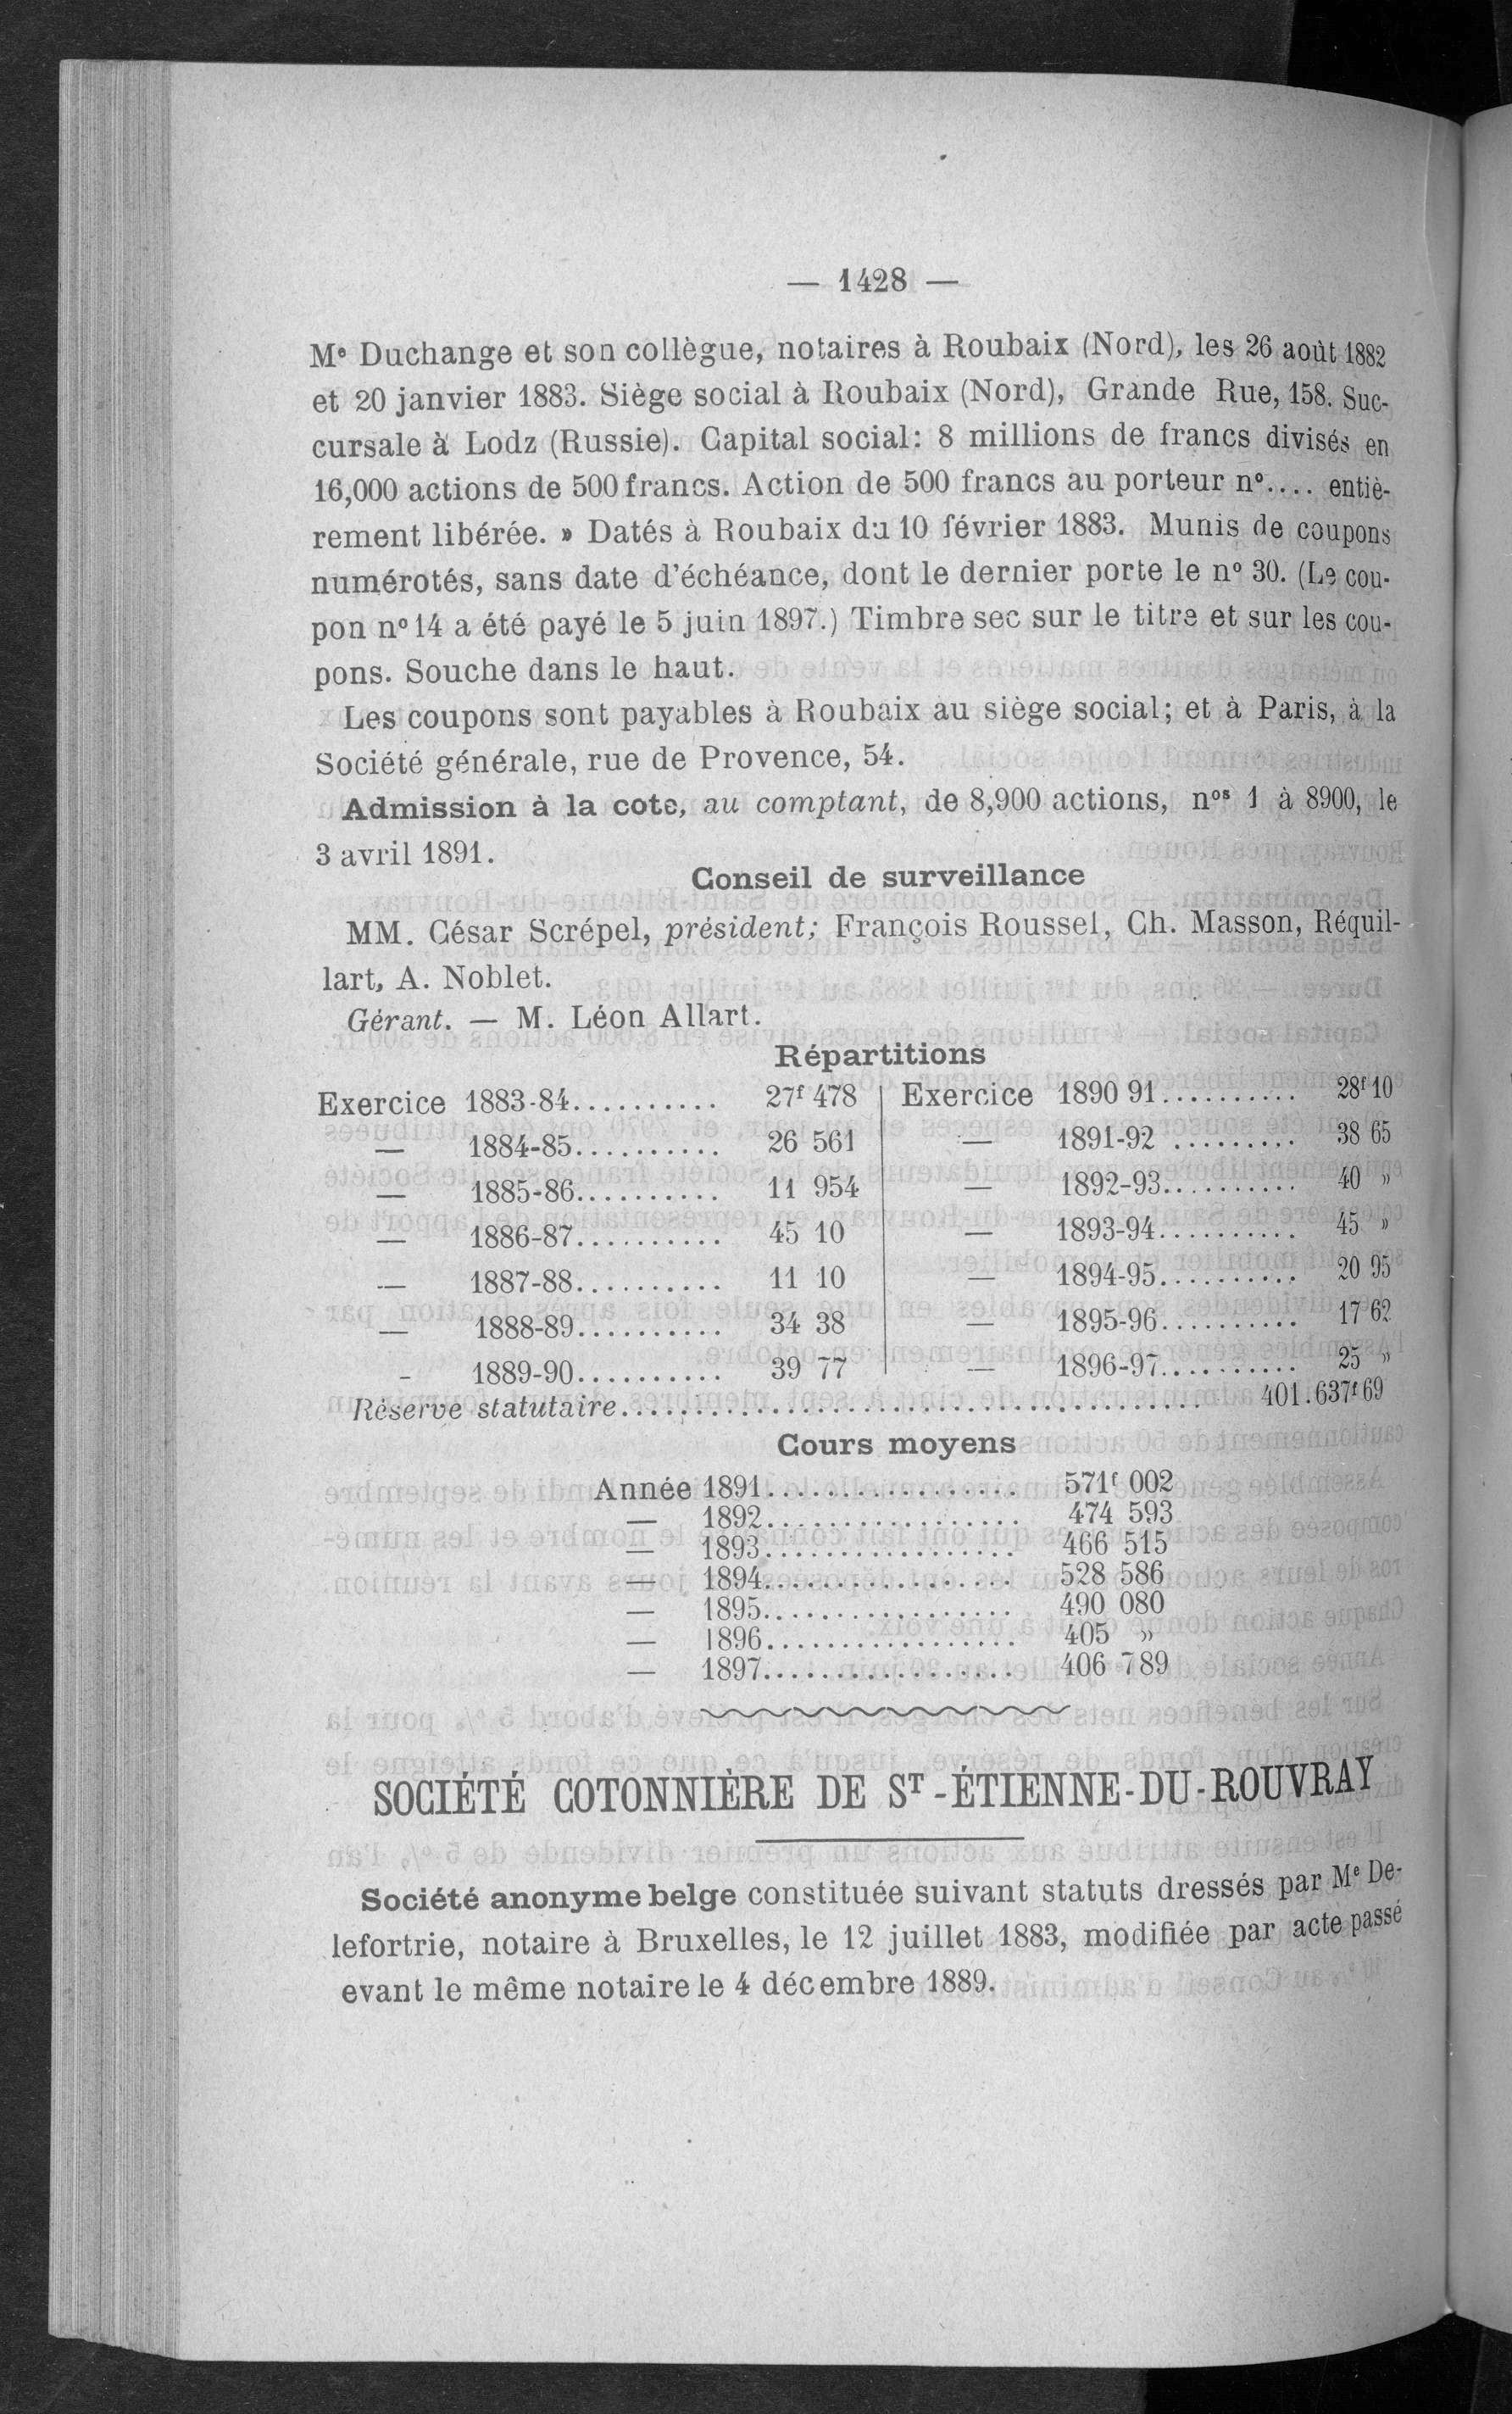 — 1428 —
Mᵉ Duchange et son collègue, notaires à Roubaix (Nord), les 26 août 1882
et 20 janvier 1883. Siège social à Roubaix (Nord), Grande Rue, 158. Suc-
cursale à Lodz (Russie). Capital social: 8 millions de francs divisés en
16,000 actions de 500 francs. Action de 500 francs au porteur nº.... entiè-
rement libérée. » Datés à Roubaix du 10 février 1883. Munis de coupons
numérotés, sans date d'échéance, dont le dernier porte le nº 30. (Le cou-
pon nº 14 a été payé le 5 juin 1897.) Timbre sec sur le titre et sur les cou-
pons. Souche dans le haut.
Les coupons sont payables à Roubaix au siège social; et à Paris, à la
Société générale, rue de Provence, 54.
Admission à la cote, au comptant, de 8,900 actions, nᵒˢ 1 à 8900, le
3 avril 1891.
Conseil de surveillance
MM. César Scrépel, président; François Roussel, Ch. Masson, Réquil-
lart, A. Noblet.
Gérant. — M. Léon Allart.
Répartitions
Exercice 1883-84.......... 27ᶠ 478 | Exercice 1890 91.......... 28ᶠ 10
— 1884-85.......... 26 561 — 1891-92 ......... 38 65
— 1885-86.......... 11 954 — 1892-93.......... 40 »
— 1886-87.......... 45 10 — 1893-94.......... 45 »
— 1887-88.......... 11 10 — 1894-95.......... 20 95
— 1888-89.......... 34 38 — 1895-96.......... 17 62
- 1889-90.......... 39 77 — 1896-97.......... 25 »
Réserve statutaire........................................ 401.637ᶠ 69
Cours moyens
Année 1891................. 571ᶠ 002
— 1892................. 474 593
— 1893................. 466 515
— 1894................. 528 586
— 1895................. 490 080
— 1896................. 405 »
— 1897................. 406 789
SOCIÉTÉ COTONNIÈRE DE Sᵀ-ÉTIENNE-DU-ROUVRAY
Société anonyme belge constituée suivant statuts dressés par Mᵉ De-
lefortrie, notaire à Bruxelles, le 12 juillet 1883, modifiée par acte passé
evant le même notaire le 4 décembre 1889.